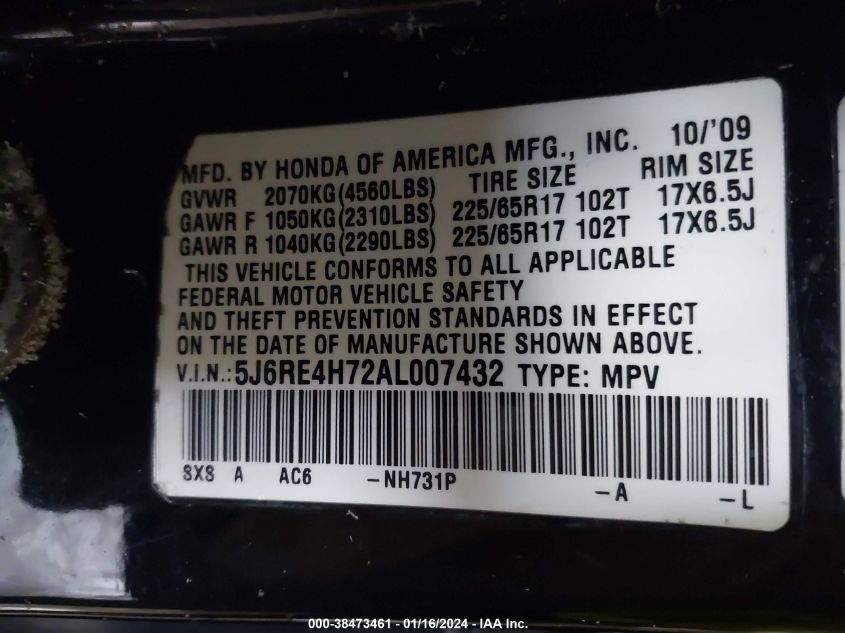 MFD. BY HONDA OF AMERICA MFG., INC. 10/'09
GVWR 2070KG(4560LBS) TIRE SIZE RIM SIZE
GAWR F 1050KG(2310LBS) 225/65R17 102T 17X6.5J
GAWR R 1040KG(2290LBS) 225/65R17 102T 17X6.5J
THIS VEHICLE CONFORMS TO ALL APPLICABLE
FEDERAL MOTOR VEHICLE SAFETY
AND THEFT PREVENTION STANDARDS IN EFFECT
ON THE DATE OF MANUFACTURE SHOWN ABOVE.
V.I.N.:5J6RE4H72AL007432 TYPE: MPV
SXS A AC6 -NH731P -A -L
000-38473461 - 01/16/2024 - IAA Inc.